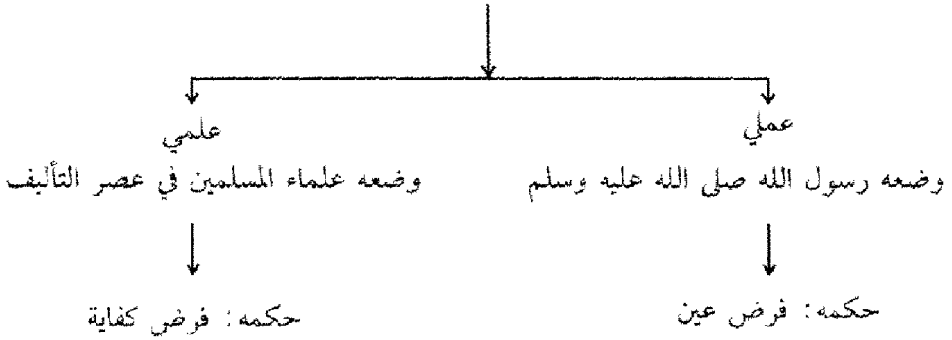 عملي
وضعه رسول الله صلى الله عليه وسلم
حكمه: فرض عين
علمي
وضعه علماء المسلمين في عصر التأليف
حكمه: فرض كفاية